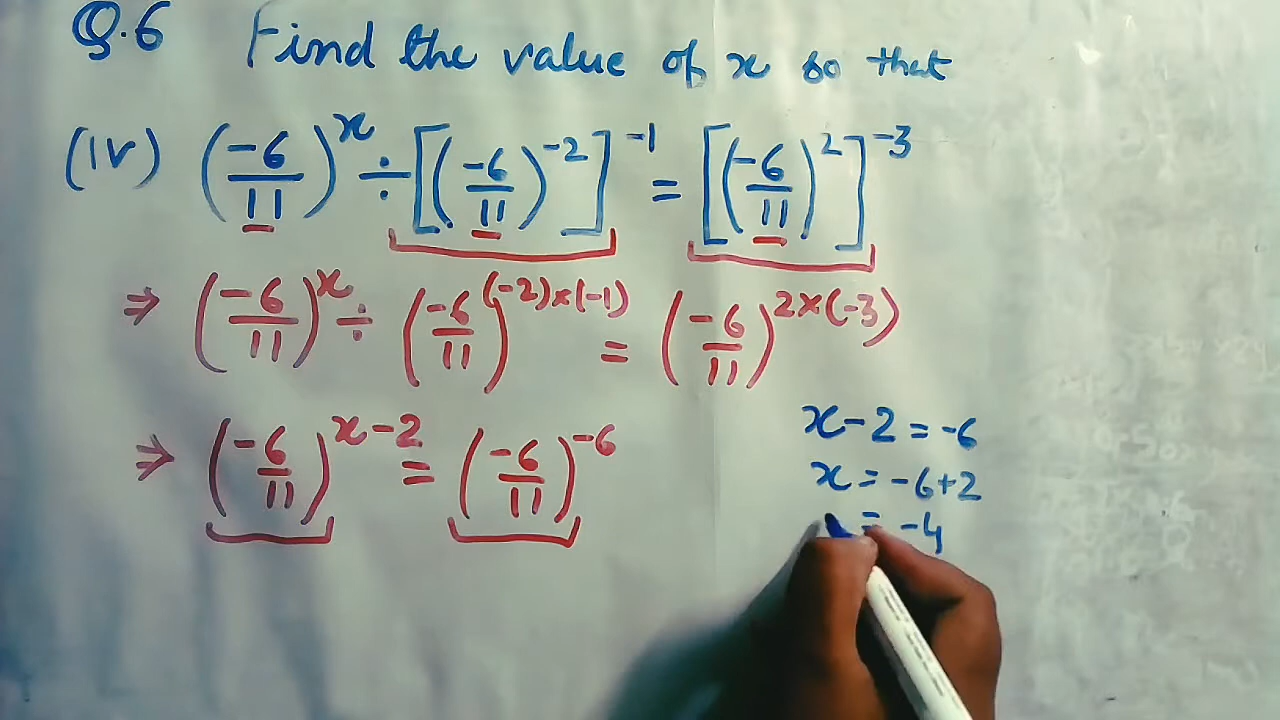 Q.6 Find the value of x so that
(iv) (-6/11)^x ÷ [(-6/11)^-2]^-1 = [(-6/11)^2]^-3
⇒ (-6/11)^x ÷ (-6/11)^(-2)×(-1) = (-6/11)^2×(-3)
⇒ (-6/11)^x-2 = (-6/11)^-6
x-2 = -6
x = -6+2
= -4